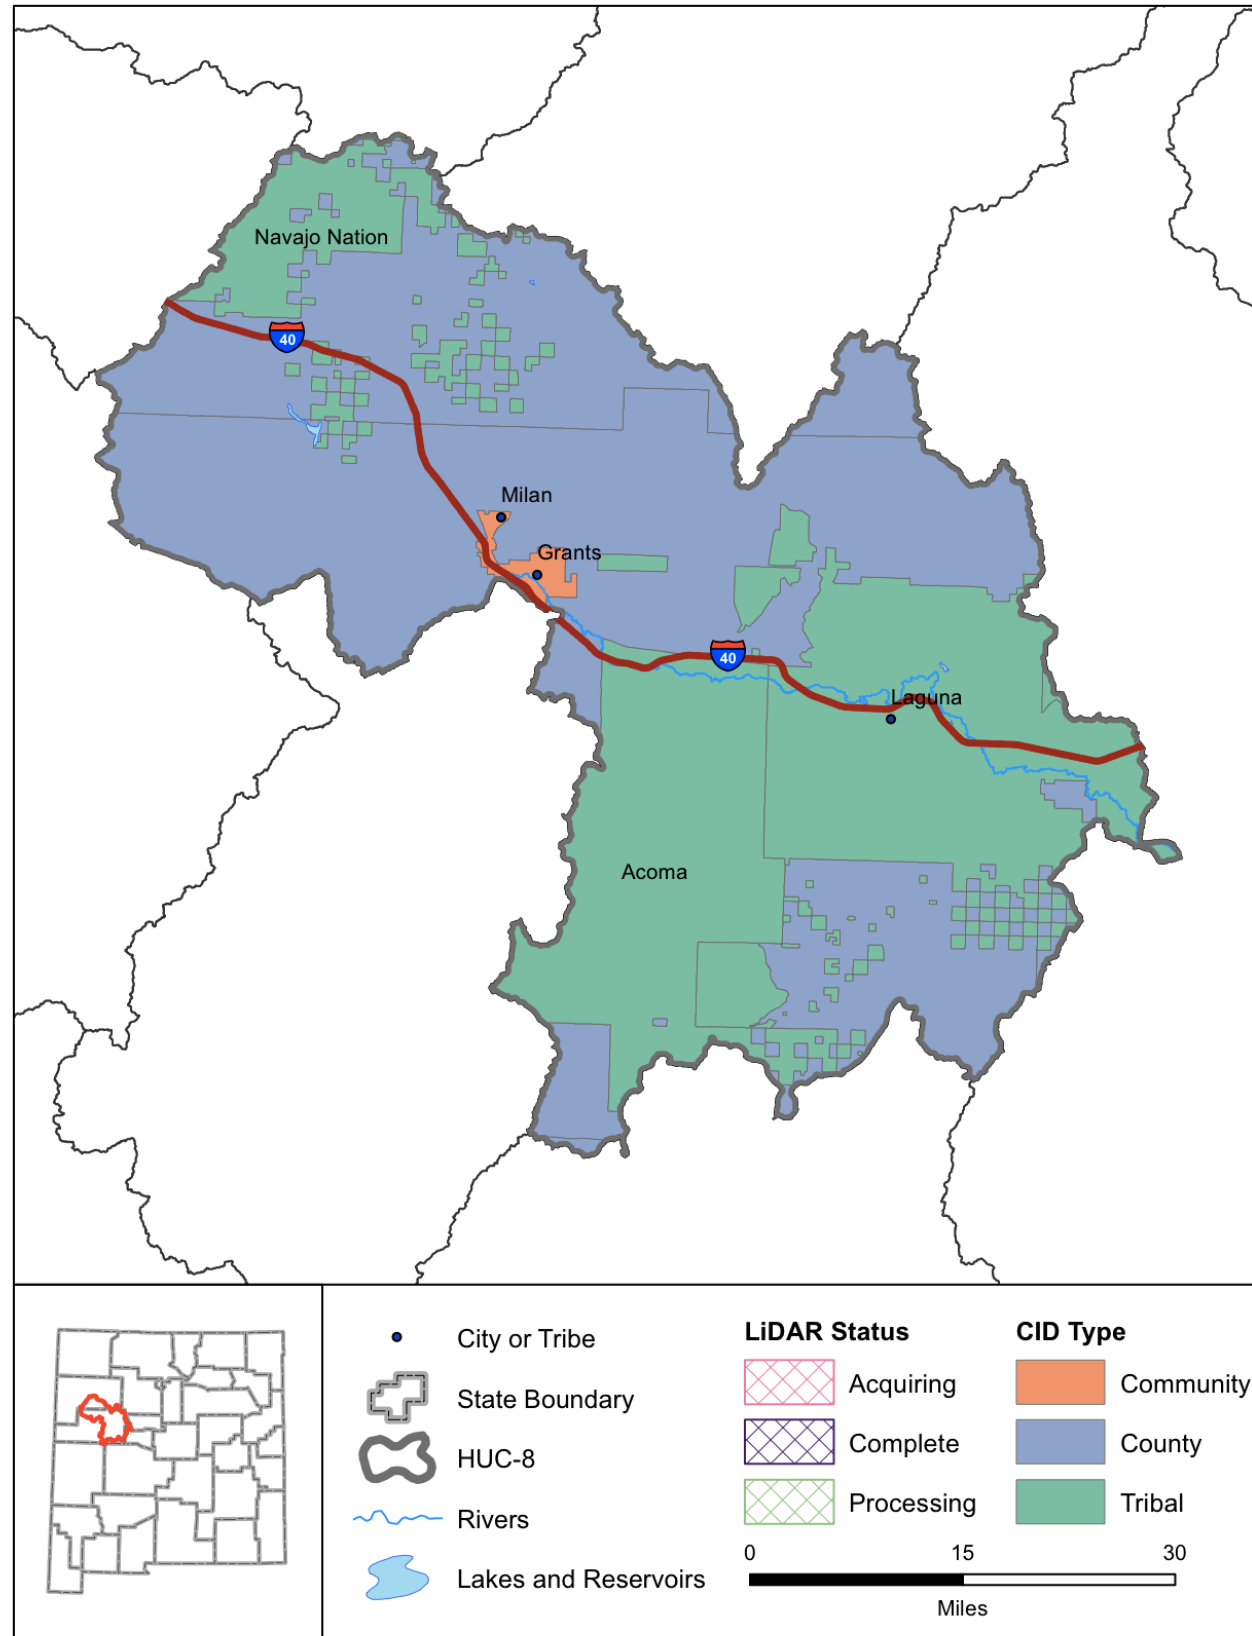 Navajo Nation
40
Milan
Grants
40
Laguna
Acoma
City or Tribe
State Boundary
HUC-8
Rivers
Lakes and Reservoirs
LiDAR Status
Acquiring
Complete
Processing
CID Type
Community
County
Tribal
0 15 30
Miles